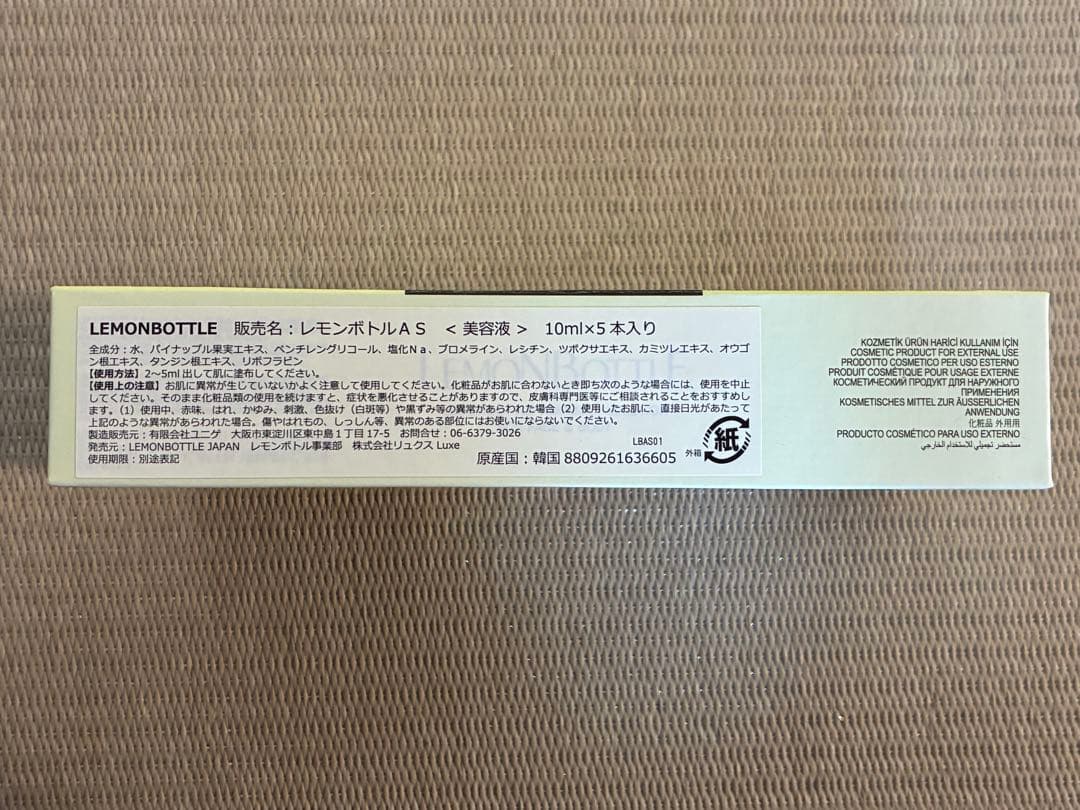 LEMONBOTTLE 販売名：レモンボトルＡＳ ＜美容液＞ 10ml×5本入り
全成分：水、パイナップル果実エキス、ペンチレングリコール、塩化Ｎａ、ブロメライン、レシチン、ツボクサエキス、カミツレエキス、オウゴ
ン根エキス、タンジン根エキス、リボフラビン
【使用方法】2～5ml出して肌に塗布してください。
【使用上の注意】お肌に異常が生じていないかよく注意して使用してください。化粧品がお肌に合わないとき即ち次のような場合には、使用を中止
してください。そのまま化粧品類の使用を続けますと、症状を悪化させることがありますので、皮膚科専門医等にご相談されることをおすすめし
ます。（1）使用中、赤味、はれ、かゆみ、刺激、色抜け（白斑等）や黒ずみ等の異常があらわれた場合（2）使用したお肌に、直接日光があたって
上記のような異常があらわれた場合。傷やはれもの、しっしん等、異常のある部位にはお使いにならないでください。
製造販売元：有限会社ユニゲ 大阪市東淀川区東中島１丁目17-5 お問合せ：06-6379-3026
発売元：LEMONBOTTLE JAPAN レモンボトル事業部 株式会社リュクス Luxe
使用期限：別途表記
原産国：韓国 8809261636605
LBAS01
外箱 紙
LEMONBOTTLE
KOZMETİK ÜRÜN HARİCİ KULLANIM İÇİN
COSMETIC PRODUCT FOR EXTERNAL USE
PRODOTTO COSMETICO PER USO ESTERNO
PRODUIT COSMÉTIQUE POUR USAGE EXTERNE
КОСМЕТИЧЕСКИЙ ПРОДУКТ ДЛЯ НАРУЖНОГО
ПРИМЕНЕНИЯ
KOSMETISCHES MITTEL ZUR ÄUSSERLICHEN
ANWENDUNG
化粧品 外用用
PRODUCTO COSMÉTICO PARA USO EXTERNO
مستحضر تجميلي للاستخدام الخارجي